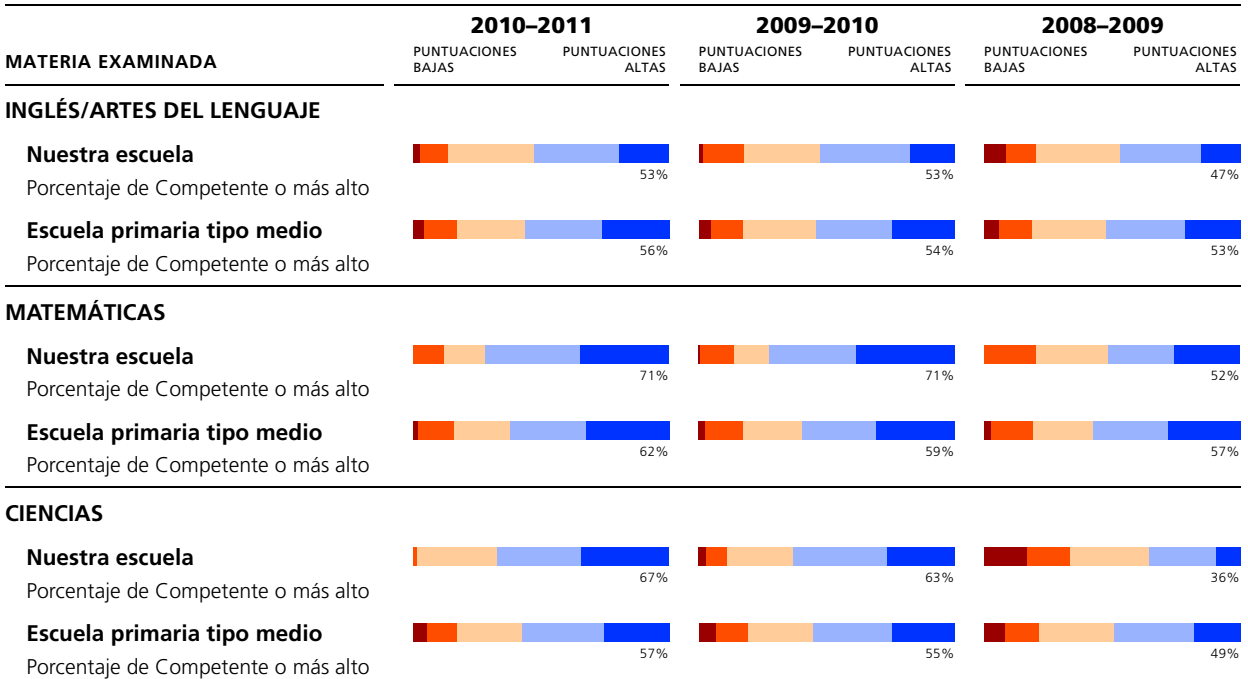 2010–2011 2009–2010 2008–2009
MATERIA EXAMINADA
PUNTUACIONES BAJAS PUNTUACIONES ALTAS PUNTUACIONES BAJAS PUNTUACIONES ALTAS PUNTUACIONES BAJAS PUNTUACIONES ALTAS
INGLÉS/ARTES DEL LENGUAJE
Nuestra escuela
Porcentaje de Competente o más alto 53% 53% 47%
Escuela primaria tipo medio
Porcentaje de Competente o más alto 56% 54% 53%
MATEMÁTICAS
Nuestra escuela
Porcentaje de Competente o más alto 71% 71% 52%
Escuela primaria tipo medio
Porcentaje de Competente o más alto 62% 59% 57%
CIENCIAS
Nuestra escuela
Porcentaje de Competente o más alto 67% 63% 36%
Escuela primaria tipo medio
Porcentaje de Competente o más alto 57% 55% 49%